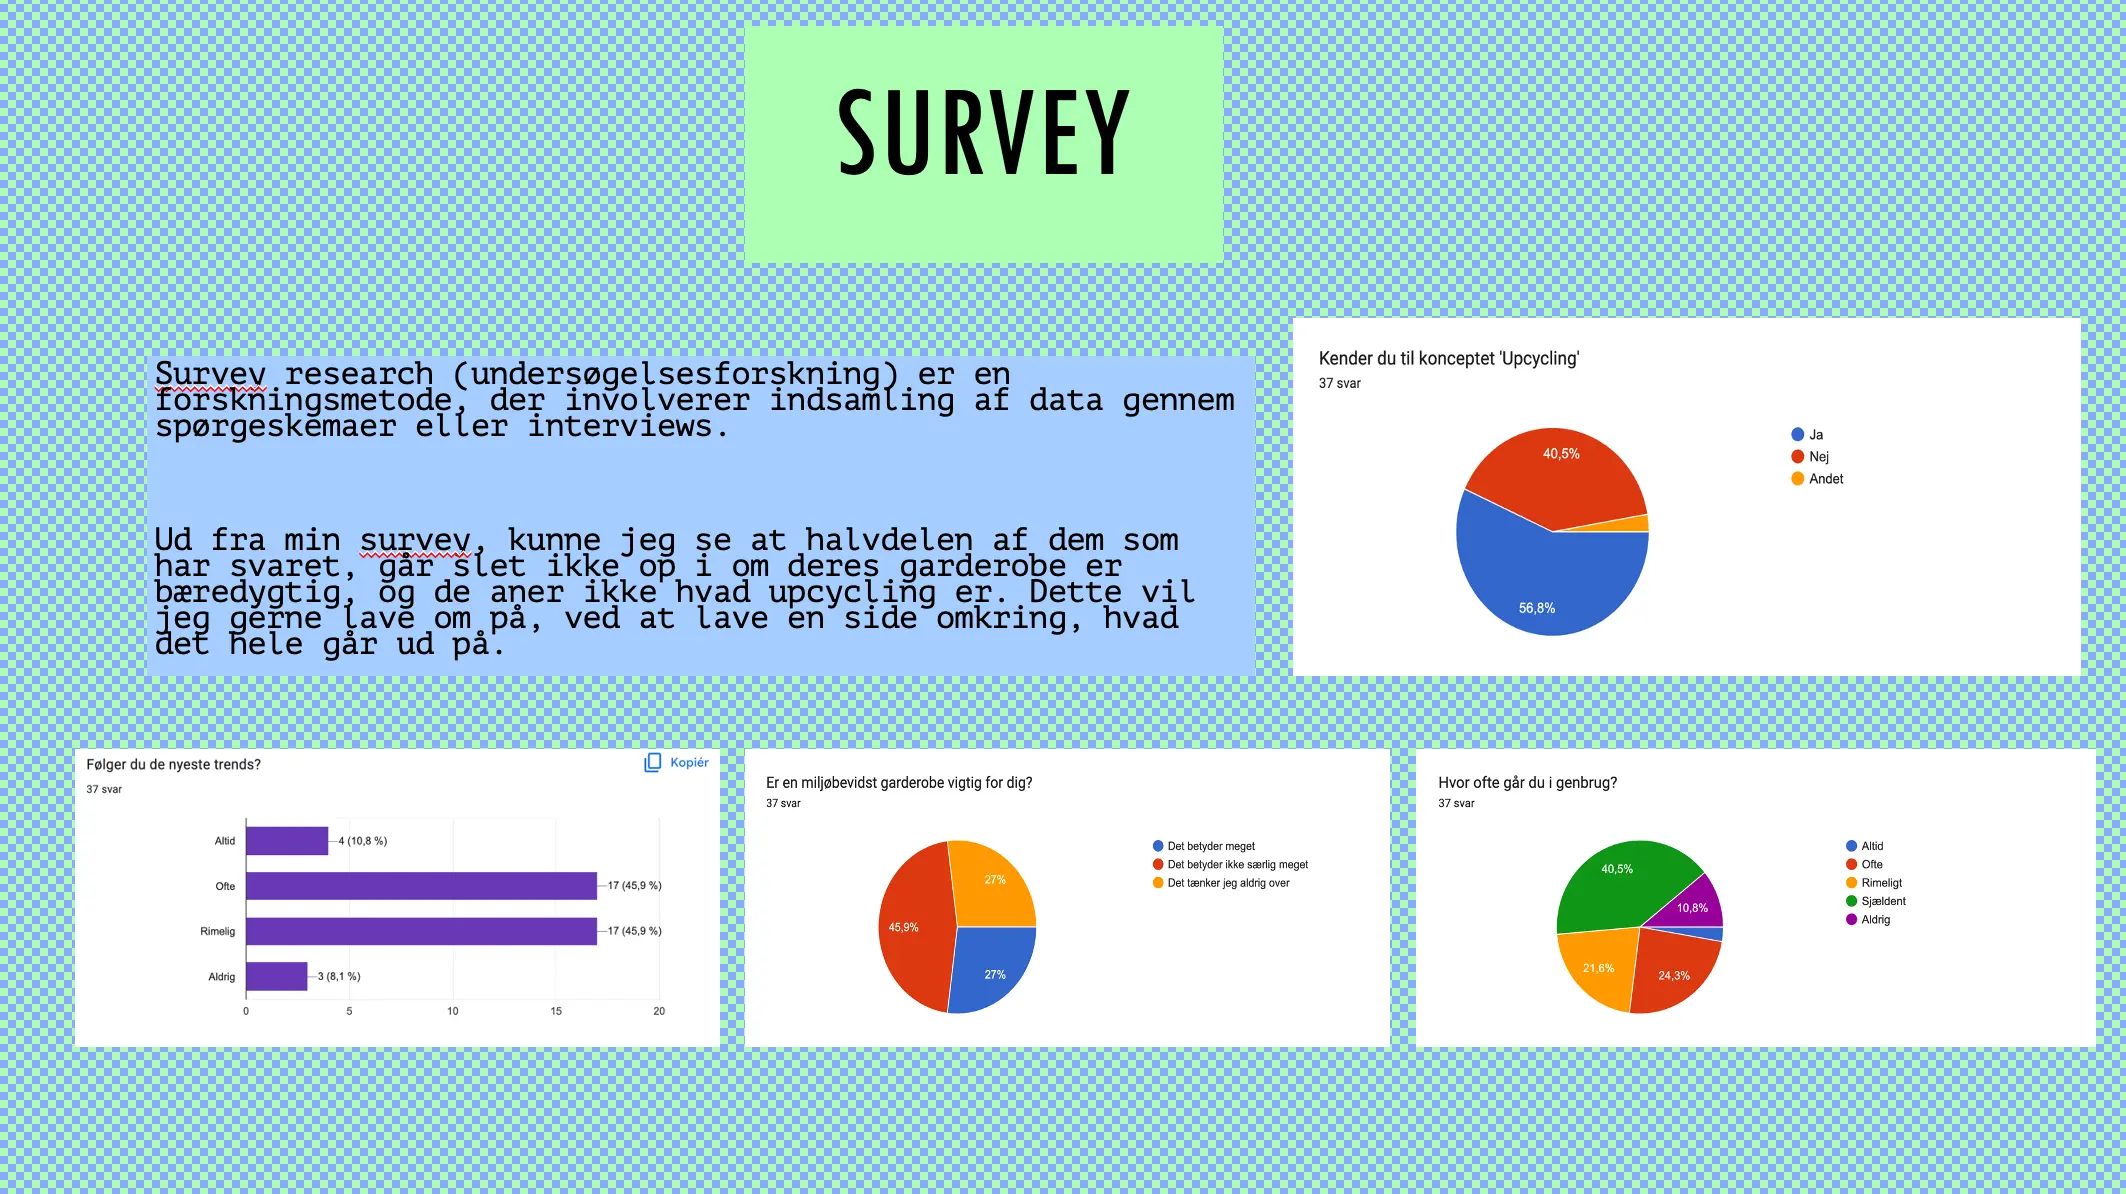 SURVEY
Survey research (undersøgelsesforskning) er en
forskningsmetode, der involverer indsamling af data gennem
spørgeskemaer eller interviews.
Ud fra min survey, kunne jeg se at halvdelen af dem som
har svaret, går slet ikke op i om deres garderobe er
bæredygtig, og de aner ikke hvad upcycling er. Dette vil
jeg gerne lave om på, ved at lave en side omkring, hvad
det hele går ud på.
Kender du til konceptet 'Upcycling'
37 svar
40,5%
56,8%
Ja
Nej
Andet
Følger du de nyeste trends?
Kopiér
37 svar
Altid
4 (10,8 %)
Ofte
17 (45,9 %)
Rimelig
17 (45,9 %)
Aldrig
3 (8,1 %)
0 5 10 15 20
Er en miljøbevidst garderobe vigtig for dig?
37 svar
27%
45,9%
27%
Det betyder meget
Det betyder ikke særlig meget
Det tænker jeg aldrig over
Hvor ofte går du i genbrug?
37 svar
40,5%
10,8%
21,6%
24,3%
Altid
Ofte
Rimeligt
Sjældent
Aldrig